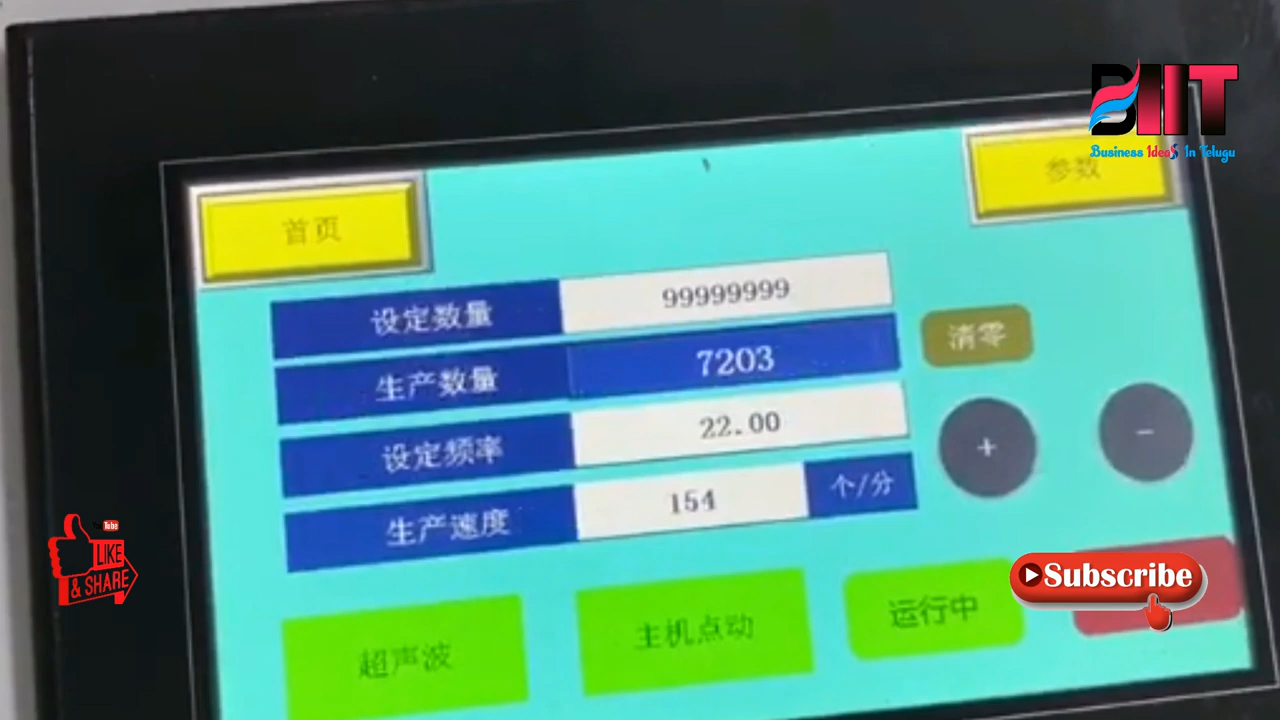 BIIT
Business Ideas In Telugu
首页
参数
设定数量 99999999
生产数量 7203
清零
设定频率 22.00
+
-
生产速度 154 个/分
超声波
主机点动
运行中
Subscribe
LIKE
& SHARE